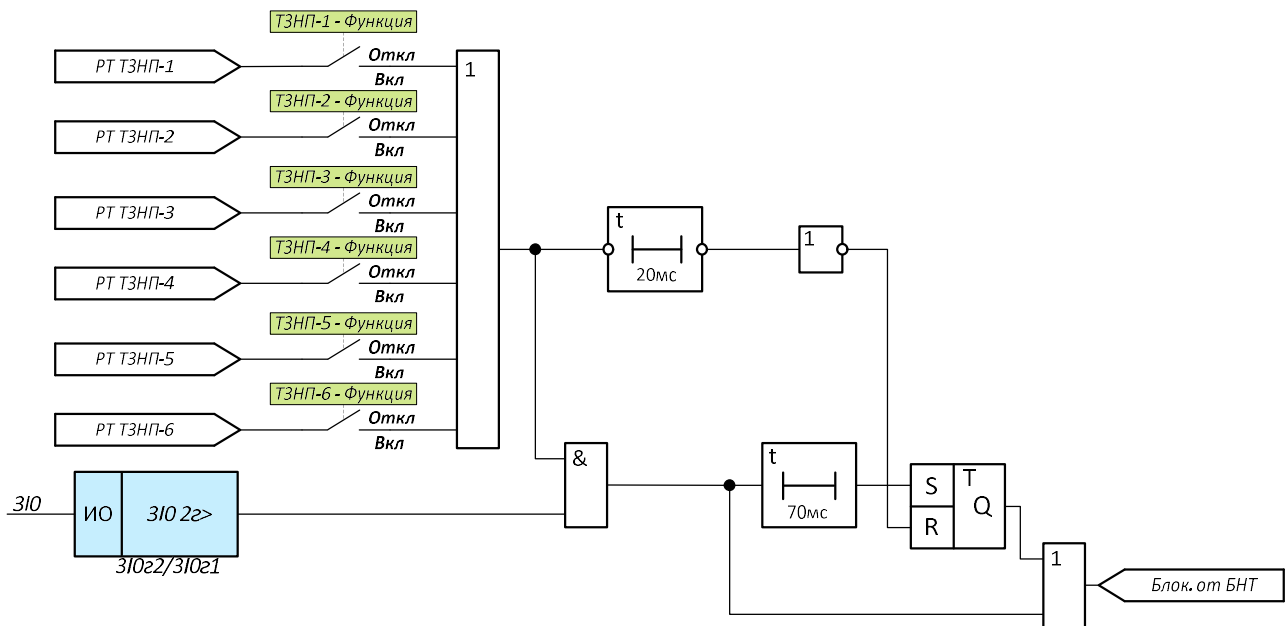 ТЗНП-1 - Функция
РТ ТЗНП-1
Откл
Вкл
1
ТЗНП-2 - Функция
РТ ТЗНП-2
Откл
Вкл
ТЗНП-3 - Функция
РТ ТЗНП-3
Откл
Вкл
ТЗНП-4 - Функция
РТ ТЗНП-4
Откл
Вкл
t
20мс
1
ТЗНП-5 - Функция
РТ ТЗНП-5
Откл
Вкл
ТЗНП-6 - Функция
РТ ТЗНП-6
Откл
Вкл
3I0
ИО
3I0 2г>
3I0г2/3I0г1
&
t
70мс
S
T
Q
R
1
Блок. от БНТ